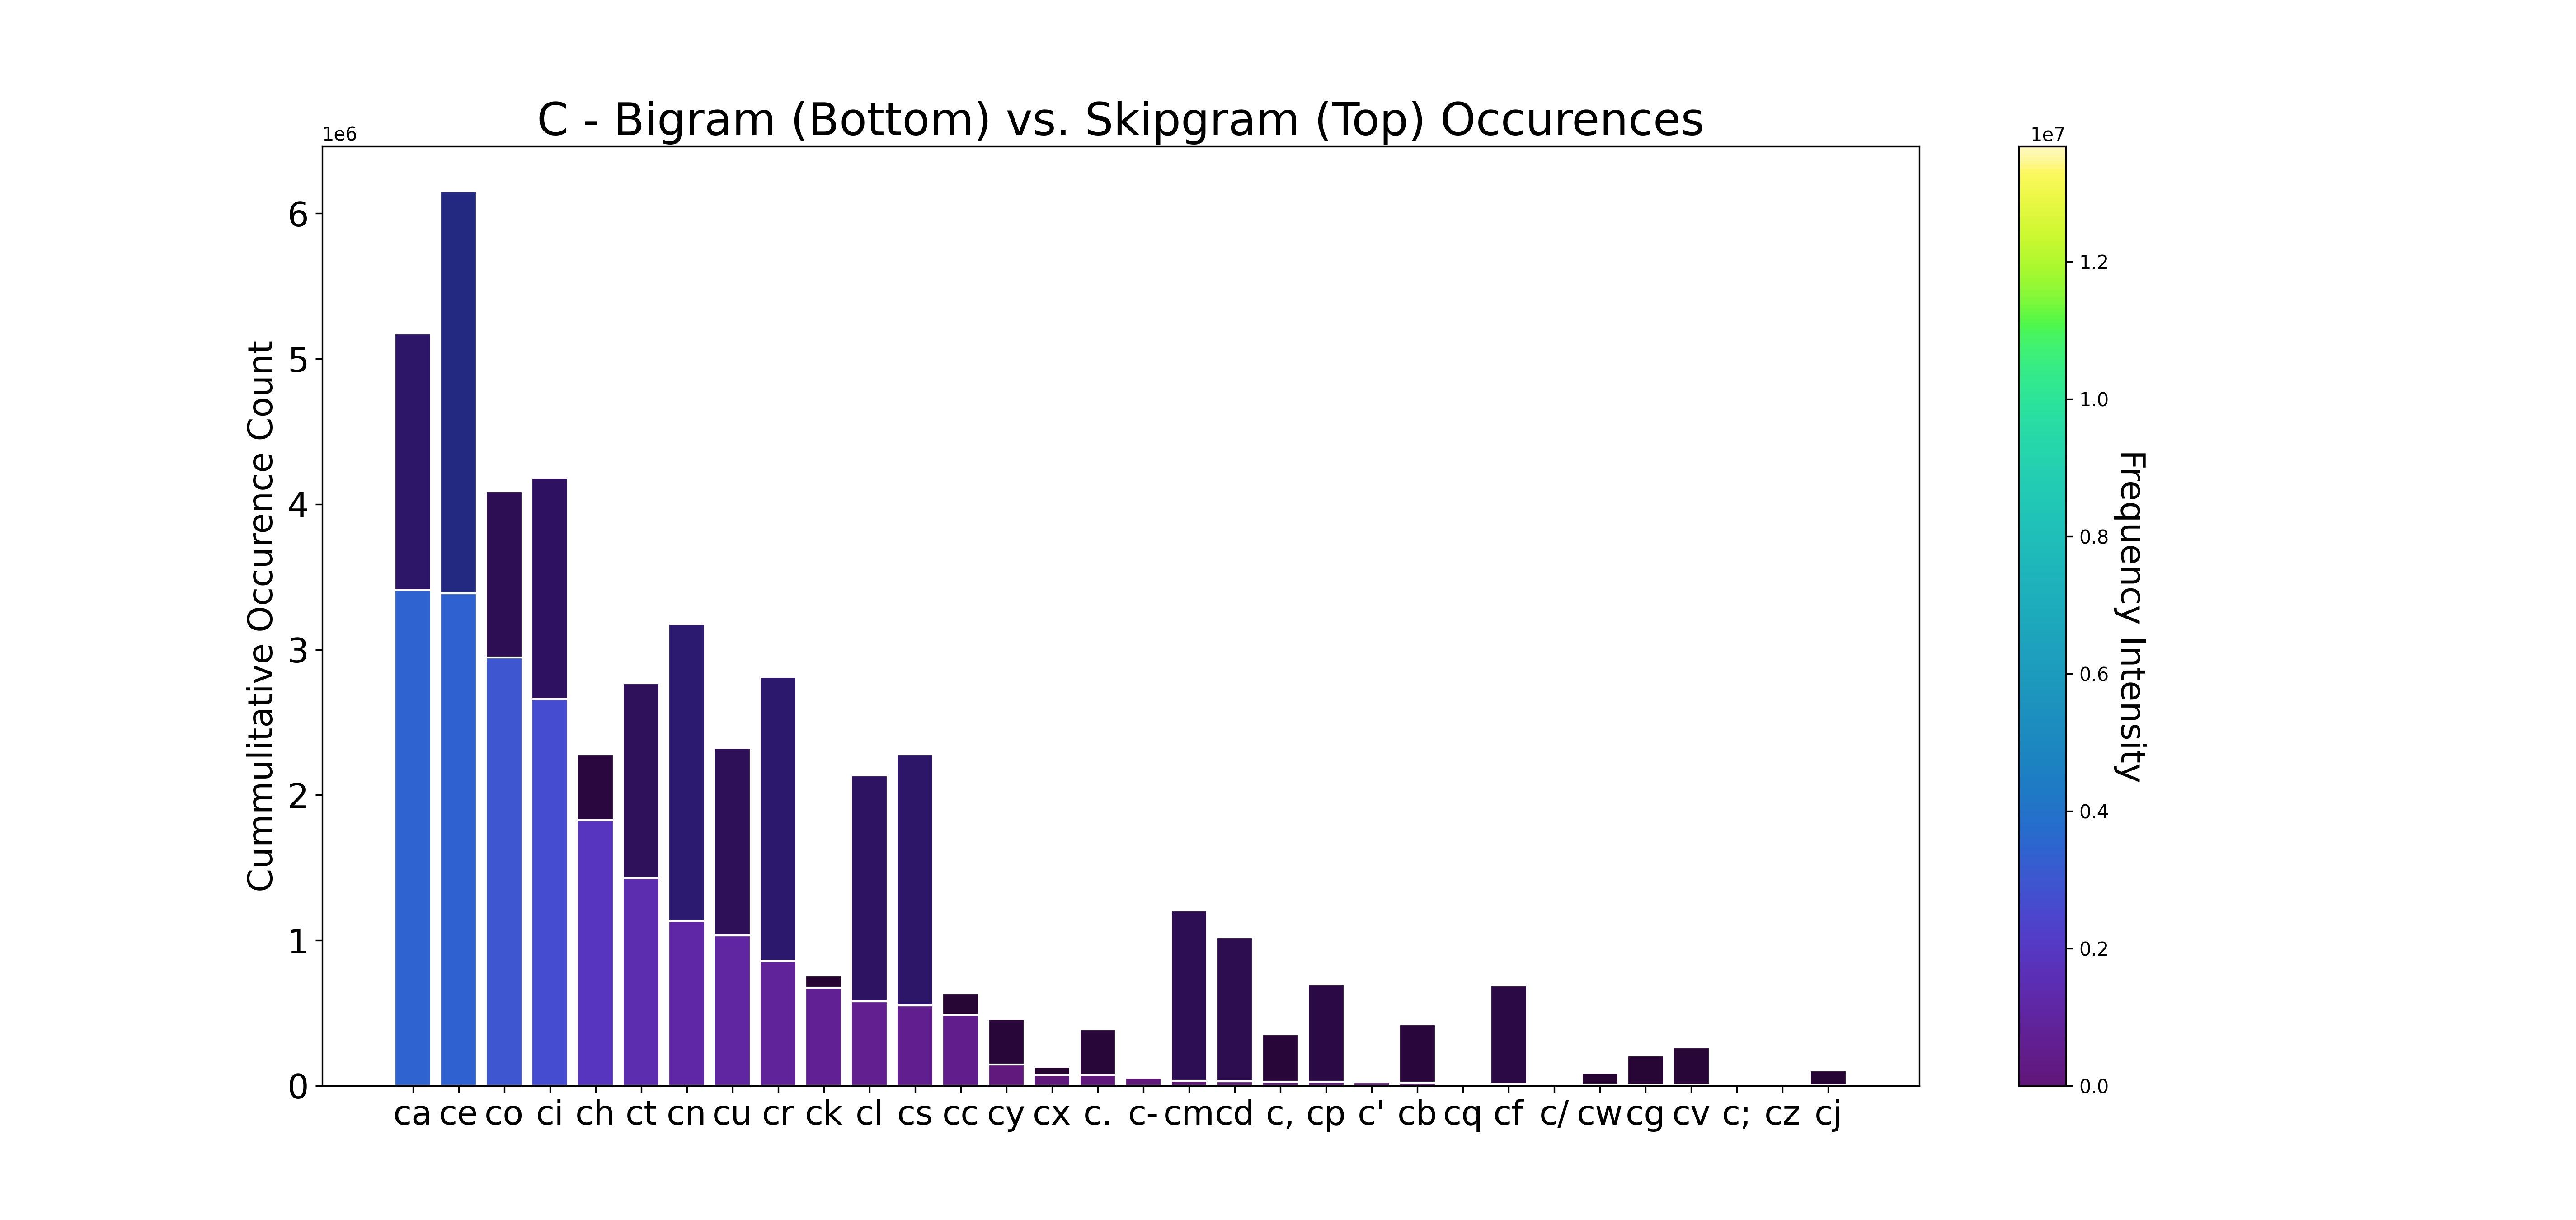 C - Bigram (Bottom) vs. Skipgram (Top) Occurences
1e6
1e7
6
5
4
3
2
1
0
Cummulitative Occurence Count
ca ce co ci ch ct cn cu cr ck cl cs cc cy cx c. c- cm cd c, cp c' cb cq cf c/ cw cg cv c; cz cj
1.2
1.0
0.8
0.6
0.4
0.2
0.0
Frequency Intensity